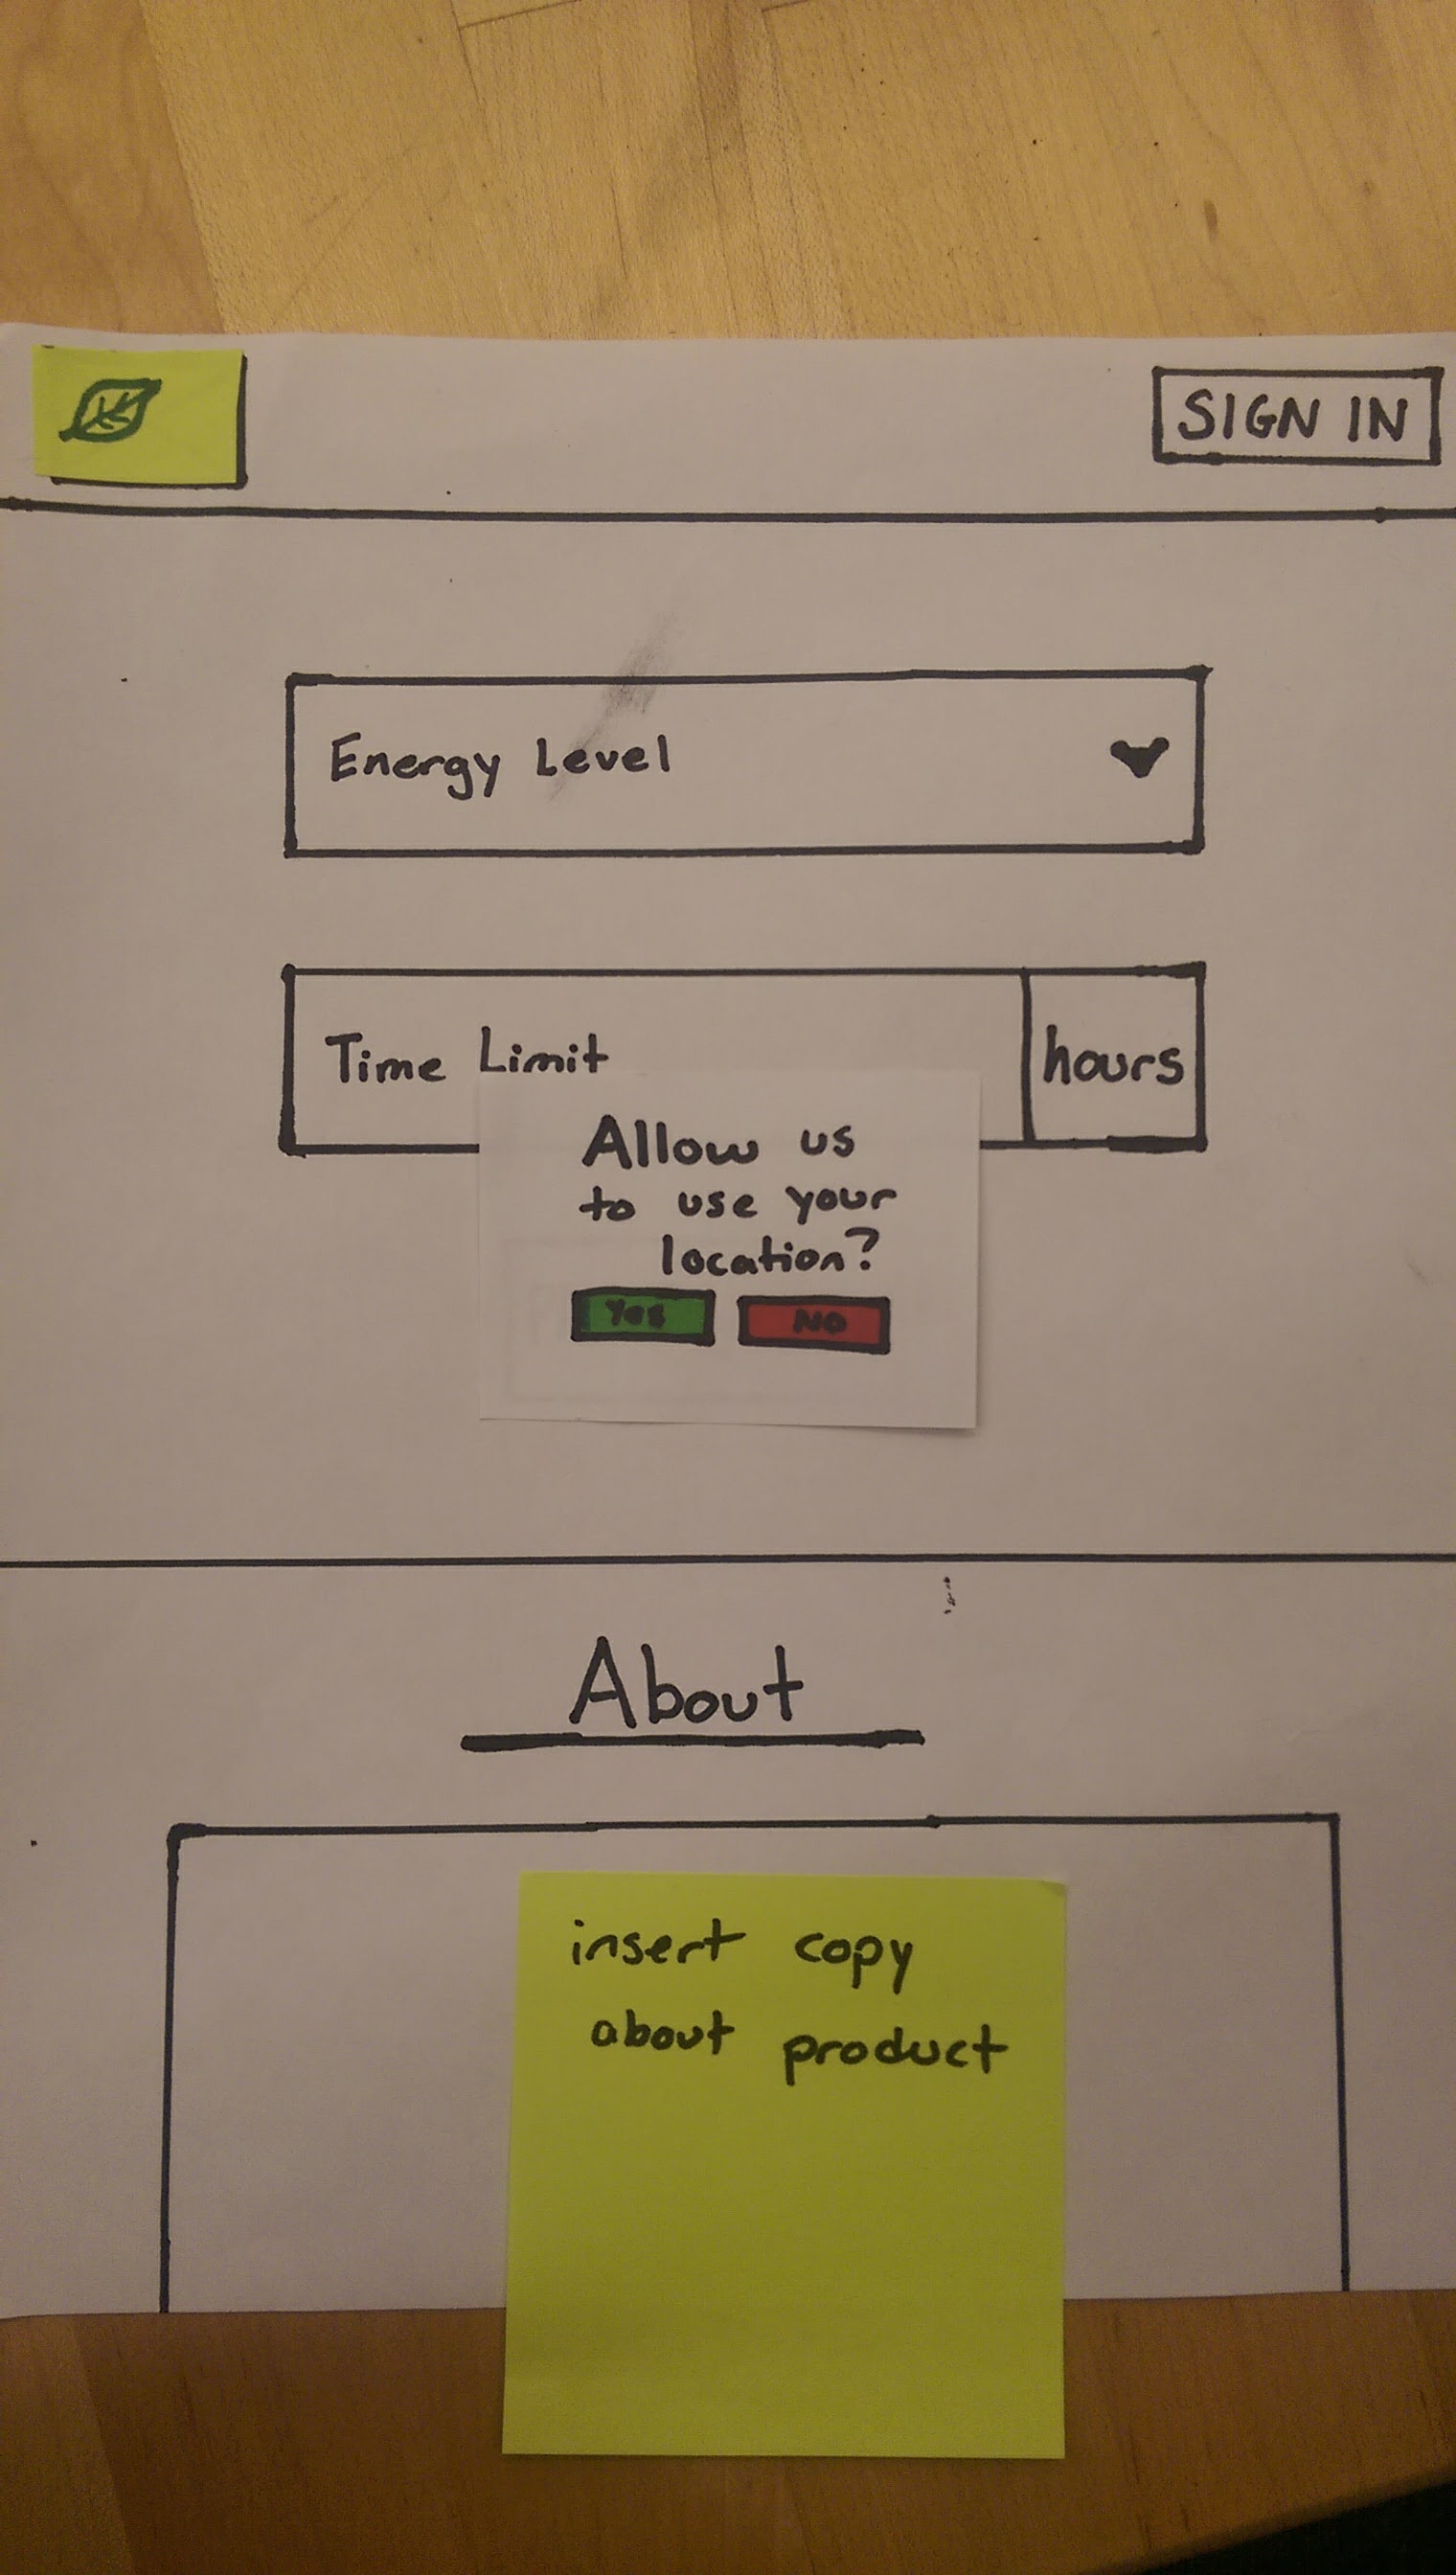 SIGN IN
Energy Level
Time Limit
hours
Allow us
to use your
location?
Yes
NO
About
insert copy
about product